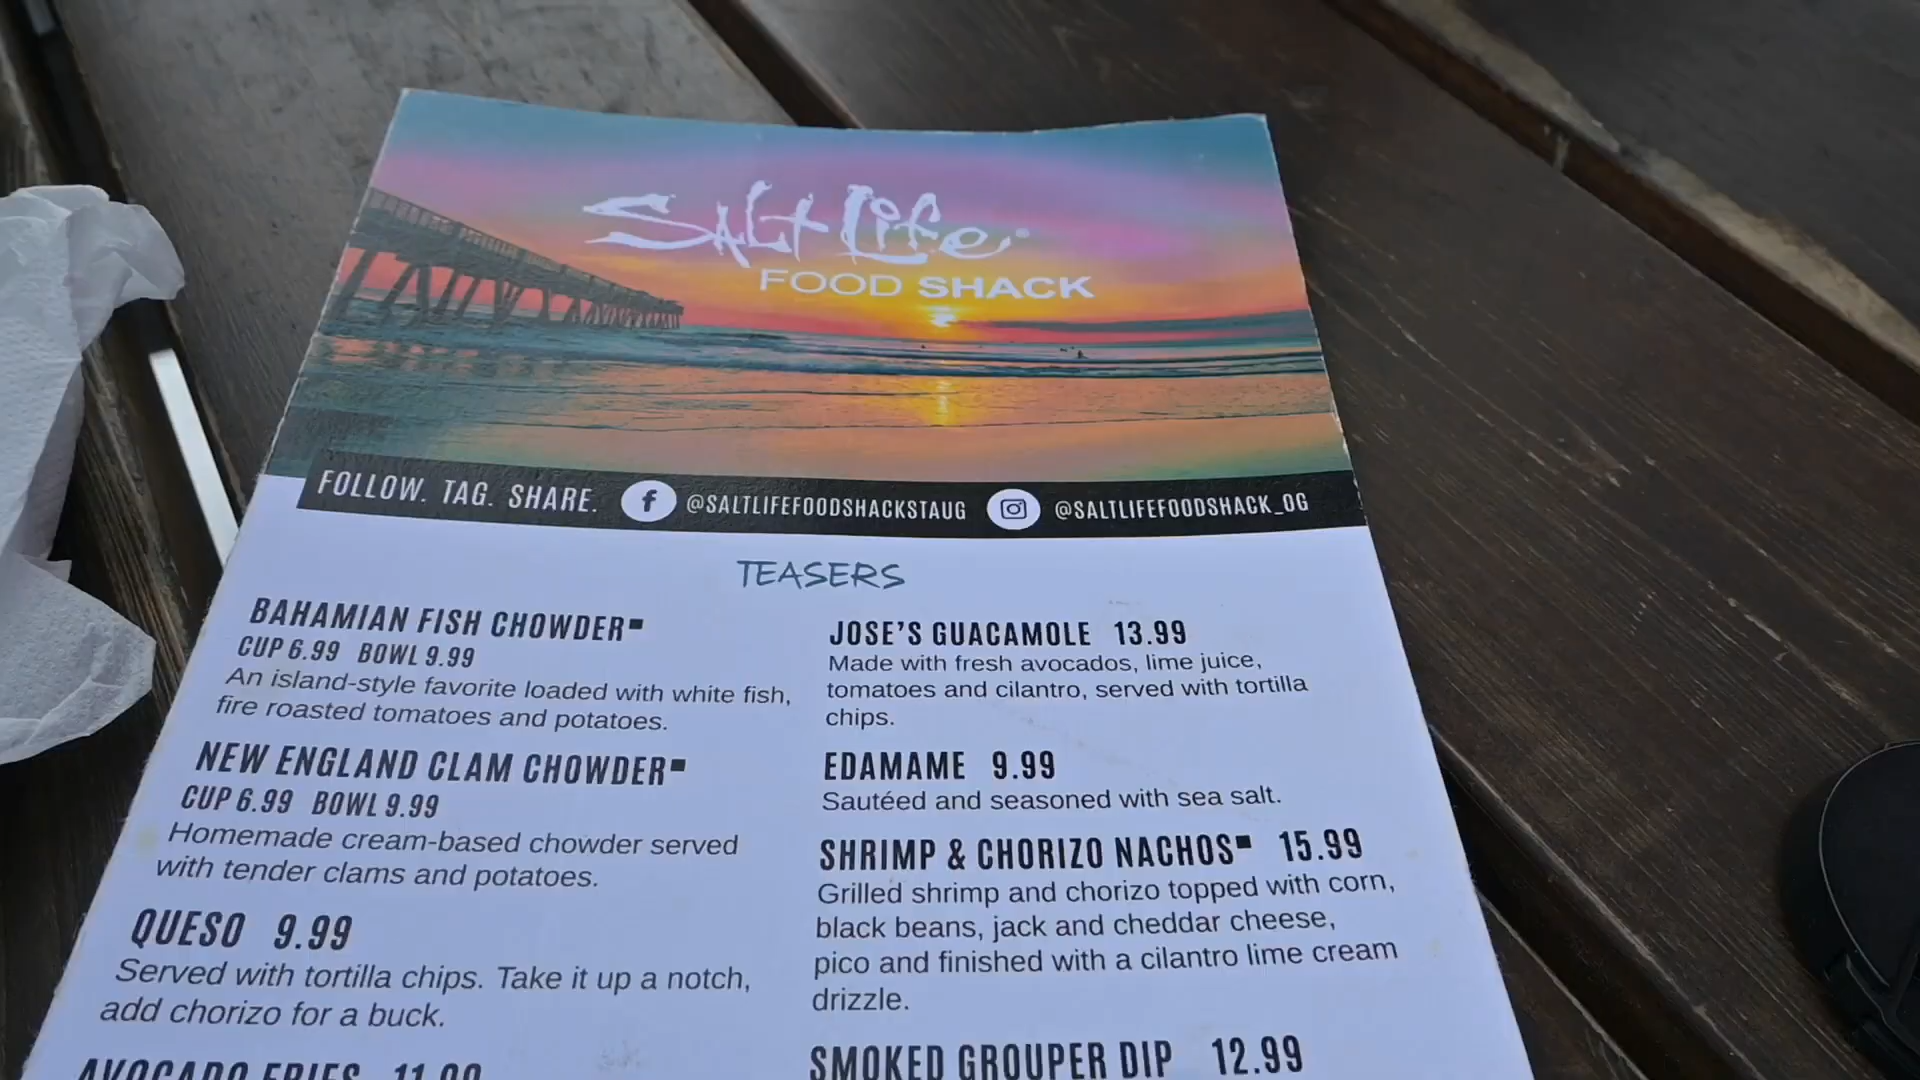 Salt Life®
FOOD SHACK
FOLLOW. TAG. SHARE. @SALTLIFEFOODSHACKSTAUG @SALTLIFEFOODSHACK_OG
TEASERS
BAHAMIAN FISH CHOWDER
CUP 6.99 BOWL 9.99
An island-style favorite loaded with white fish,
fire roasted tomatoes and potatoes.
NEW ENGLAND CLAM CHOWDER
CUP 6.99 BOWL 9.99
Homemade cream-based chowder served
with tender clams and potatoes.
QUESO 9.99
Served with tortilla chips. Take it up a notch,
add chorizo for a buck.
AVOCADO FRIES 11.99
JOSE'S GUACAMOLE 13.99
Made with fresh avocados, lime juice,
tomatoes and cilantro, served with tortilla
chips.
EDAMAME 9.99
Sautéed and seasoned with sea salt.
SHRIMP & CHORIZO NACHOS 15.99
Grilled shrimp and chorizo topped with corn,
black beans, jack and cheddar cheese,
pico and finished with a cilantro lime cream
drizzle.
SMOKED GROUPER DIP 12.99